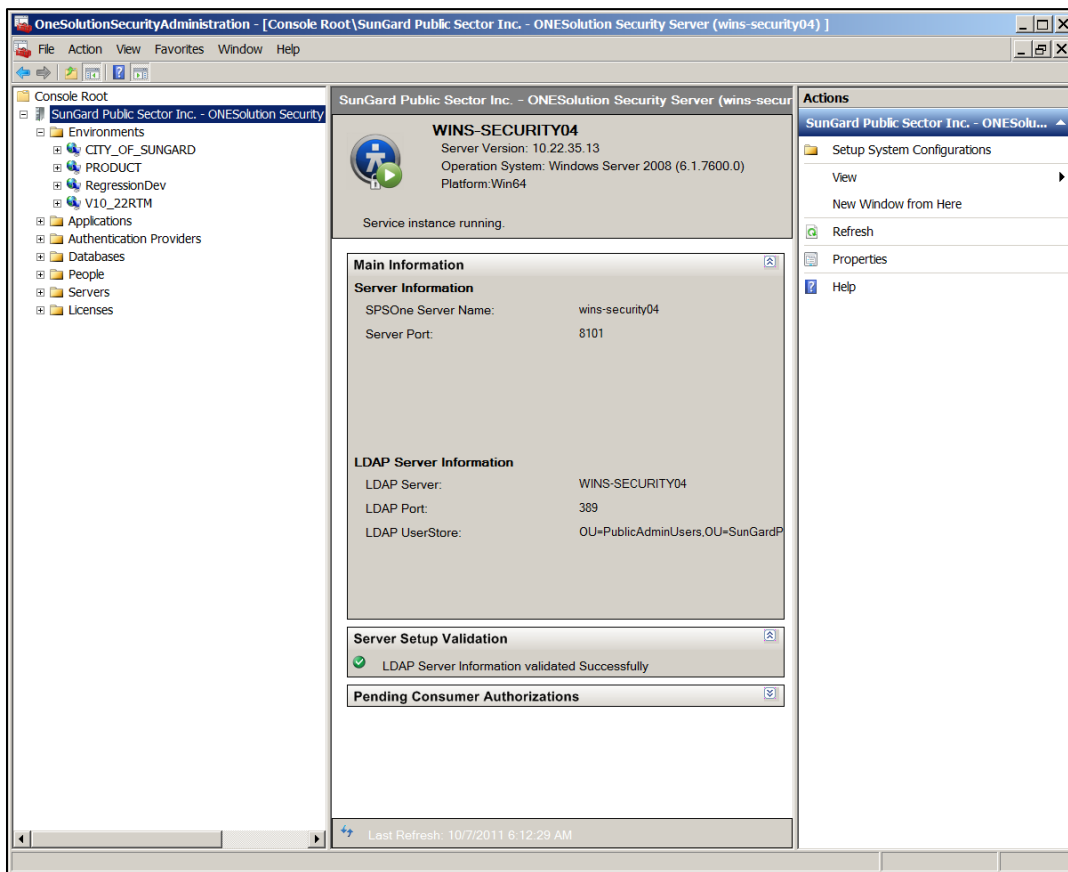 OneSolutionSecurityAdministration - [Console Root\SunGard Public Sector Inc. - ONESolution Security Server (wins-security04) ]
File Action View Favorites Window Help
Console Root
SunGard Public Sector Inc. - ONESolution Security
Environments
CITY_OF_SUNGARD
PRODUCT
RegressionDev
V10_22RTM
Applications
Authentication Providers
Databases
People
Servers
Licenses
SunGard Public Sector Inc. - ONESolution Security Server (wins-secur
WINS-SECURITY04
Server Version: 10.22.35.13
Operation System: Windows Server 2008 (6.1.7600.0)
Platform:Win64
Service instance running.
Main Information
Server Information
SPSOne Server Name: wins-security04
Server Port: 8101
LDAP Server Information
LDAP Server: WINS-SECURITY04
LDAP Port: 389
LDAP UserStore: OU=PublicAdminUsers,OU=SunGardP
Server Setup Validation
LDAP Server Information validated Successfully
Pending Consumer Authorizations
Last Refresh: 10/7/2011 6:12:29 AM
Actions
SunGard Public Sector Inc. - ONESolu...
Setup System Configurations
View
New Window from Here
Refresh
Properties
Help